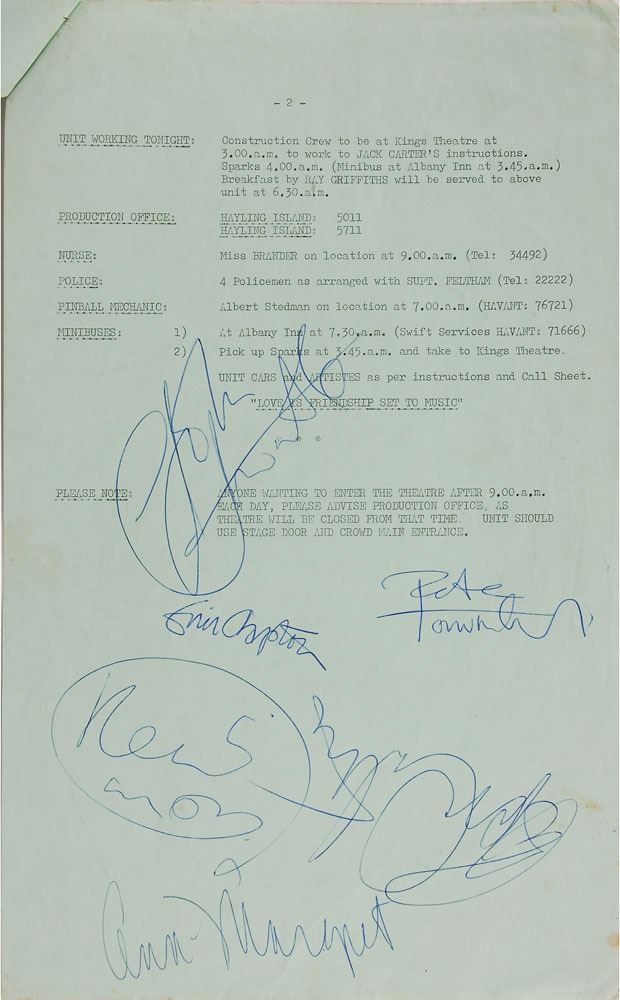 - 2 -
UNIT WORKING TONIGHT: Construction Crew to be at Kings Theatre at
3.00.a.m. to work to JACK CARTER'S instructions.
Sparks 4.00.a.m. (Minibus at Albany Inn at 3.45.a.m.)
Breakfast by RAY GRIFFITHS will be served to above
unit at 6.30.a.m.
PRODUCTION OFFICE: HAYLING ISLAND: 5011
HAYLING ISLAND: 5711
NURSE: Miss BRANDER on location at 9.00.a.m. (Tel: 34492)
POLICE: 4 Policemen as arranged with SUPT. FELTHAM (Tel: 22222)
PINBALL MECHANIC: Albert Stedman on location at 7.00.a.m. (HAVANT: 76721)
MINIBUSES: 1) At Albany Inn at 7.30.a.m. (Swift Services HAVANT: 71666)
2) Pick up Sparks at 3.45.a.m. and take to Kings Theatre.
UNIT CARS and ARTISTES as per instructions and Call Sheet.
"LOVE IS FRIENDSHIP SET TO MUSIC"
* * *
PLEASE NOTE: ANYONE WANTING TO ENTER THE THEATRE AFTER 9.00.a.m.
EACH DAY, PLEASE ADVISE PRODUCTION OFFICE, AS
THEATRE WILL BE CLOSED FROM THAT TIME. UNIT SHOULD
USE STAGE DOOR AND CROWD MAIN ENTRANCE.
John
Eric Clapton
Pete
Townshend
Keith
moon
Roger
Ann-Margret